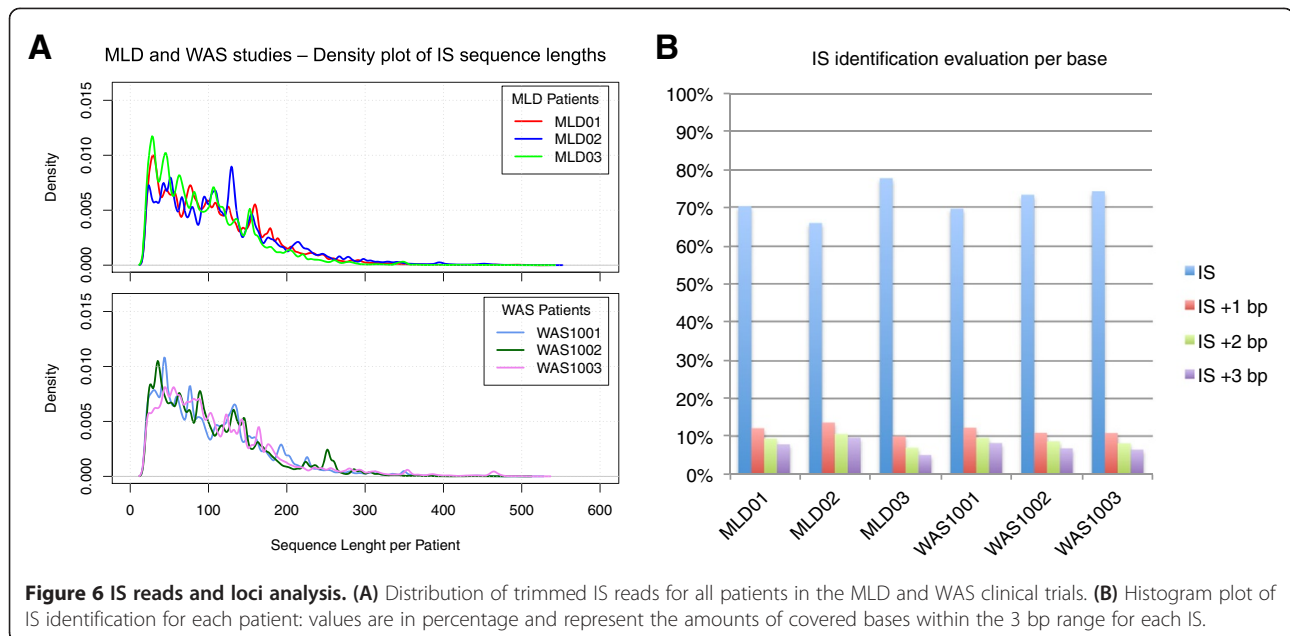 A
MLD and WAS studies – Density plot of IS sequence lengths
0.015
0.010
0.005
0.000
Density
MLD Patients
MLD01
MLD02
MLD03
0.015
0.010
0.005
0.000
Density
WAS Patients
WAS1001
WAS1002
WAS1003
0 100 200 300 400 500 600
Sequence Lenght per Patient
B
IS identification evaluation per base
100%
90%
80%
70%
60%
50%
40%
30%
20%
10%
0%
MLD01 MLD02 MLD03 WAS1001 WAS1002 WAS1003
IS
IS +1 bp
IS +2 bp
IS +3 bp
Figure 6 IS reads and loci analysis. (A) Distribution of trimmed IS reads for all patients in the MLD and WAS clinical trials. (B) Histogram plot of
IS identification for each patient: values are in percentage and represent the amounts of covered bases within the 3 bp range for each IS.